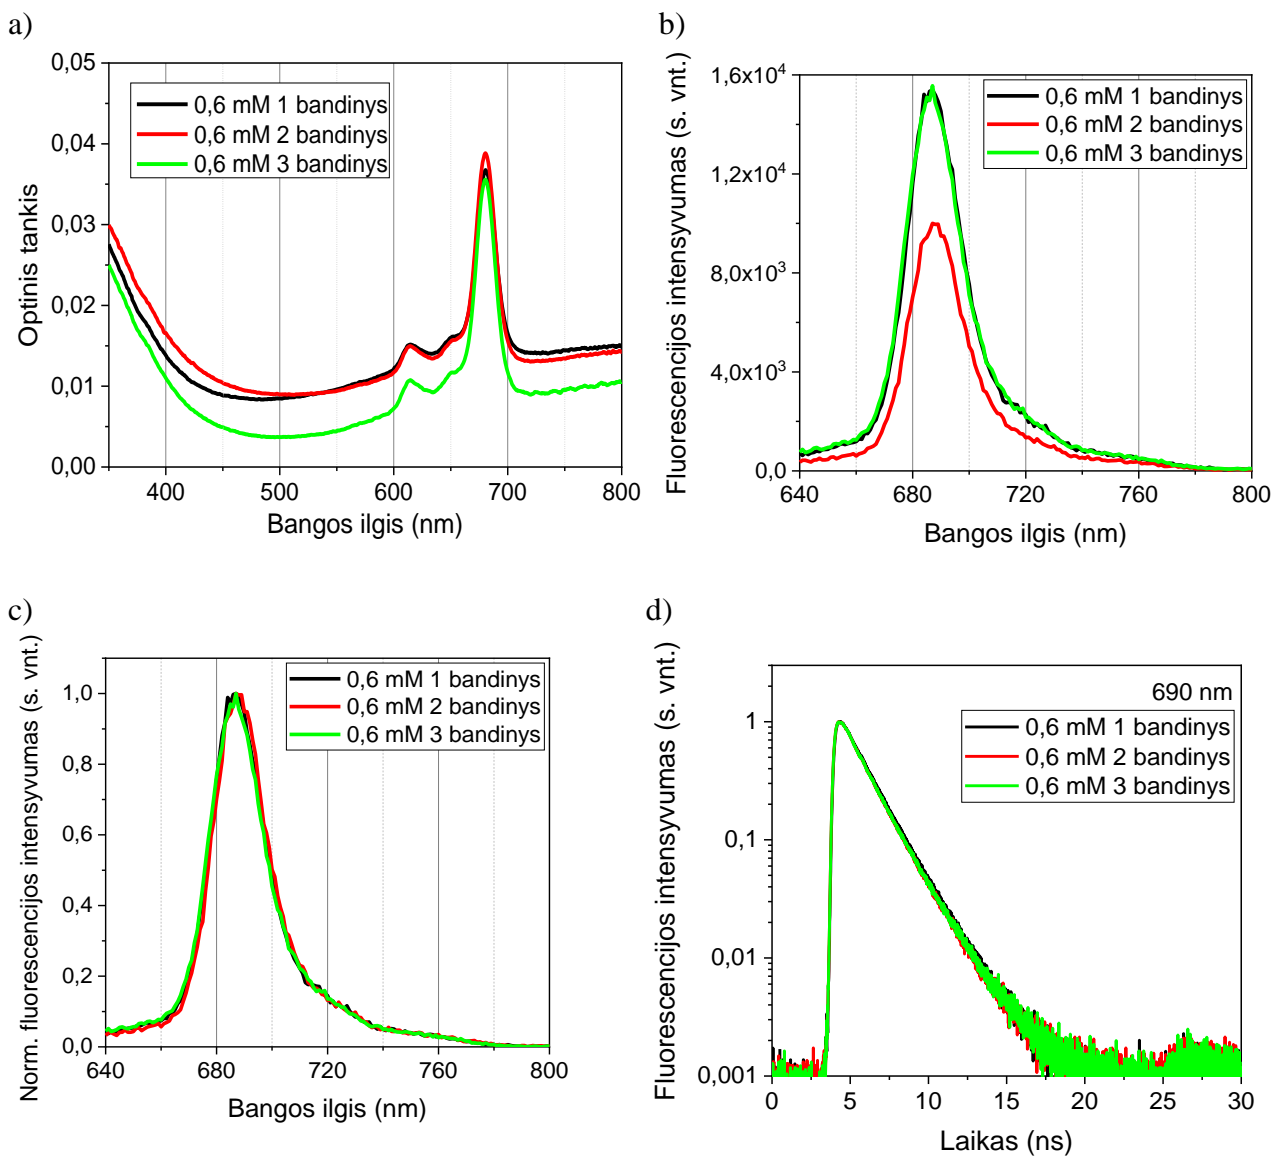 a)
Optinis tankis
0,05
0,04
0,03
0,02
0,01
0,00
0,6 mM 1 bandinys
0,6 mM 2 bandinys
0,6 mM 3 bandinys
400 500 600 700 800
Bangos ilgis (nm)
b)
Fluorescencijos intensyvumas (s. vnt.)
1,6x10⁴
1,2x10⁴
8,0x10³
4,0x10³
0,0
0,6 mM 1 bandinys
0,6 mM 2 bandinys
0,6 mM 3 bandinys
640 680 720 760 800
Bangos ilgis (nm)
c)
Norm. fluorescencijos intensyvumas (s. vnt.)
1,0
0,8
0,6
0,4
0,2
0,0
0,6 mM 1 bandinys
0,6 mM 2 bandinys
0,6 mM 3 bandinys
640 680 720 760 800
Bangos ilgis (nm)
d)
Fluorescencijos intensyvumas (s. vnt.)
1
0,1
0,01
0,001
690 nm
0,6 mM 1 bandinys
0,6 mM 2 bandinys
0,6 mM 3 bandinys
0 5 10 15 20 25 30
Laikas (ns)